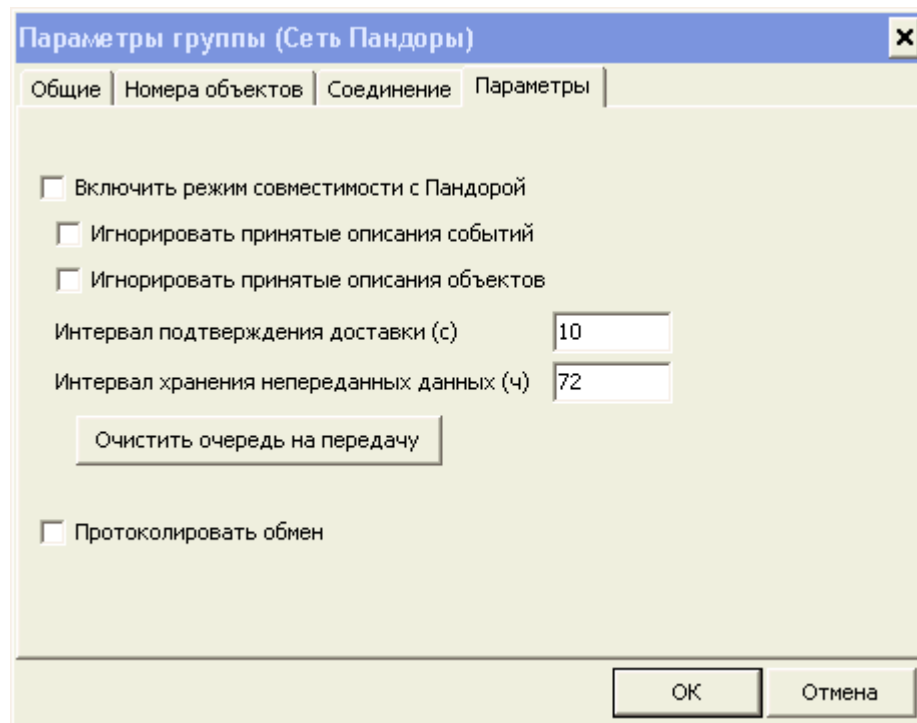 Параметры группы (Сеть Пандоры)
Общие Номера объектов Соединение Параметры
Включить режим совместимости с Пандорой
Игнорировать принятые описания событий
Игнорировать принятые описания объектов
Интервал подтверждения доставки (с) 10
Интервал хранения непереданных данных (ч) 72
Очистить очередь на передачу
Протоколировать обмен
ОК Отмена